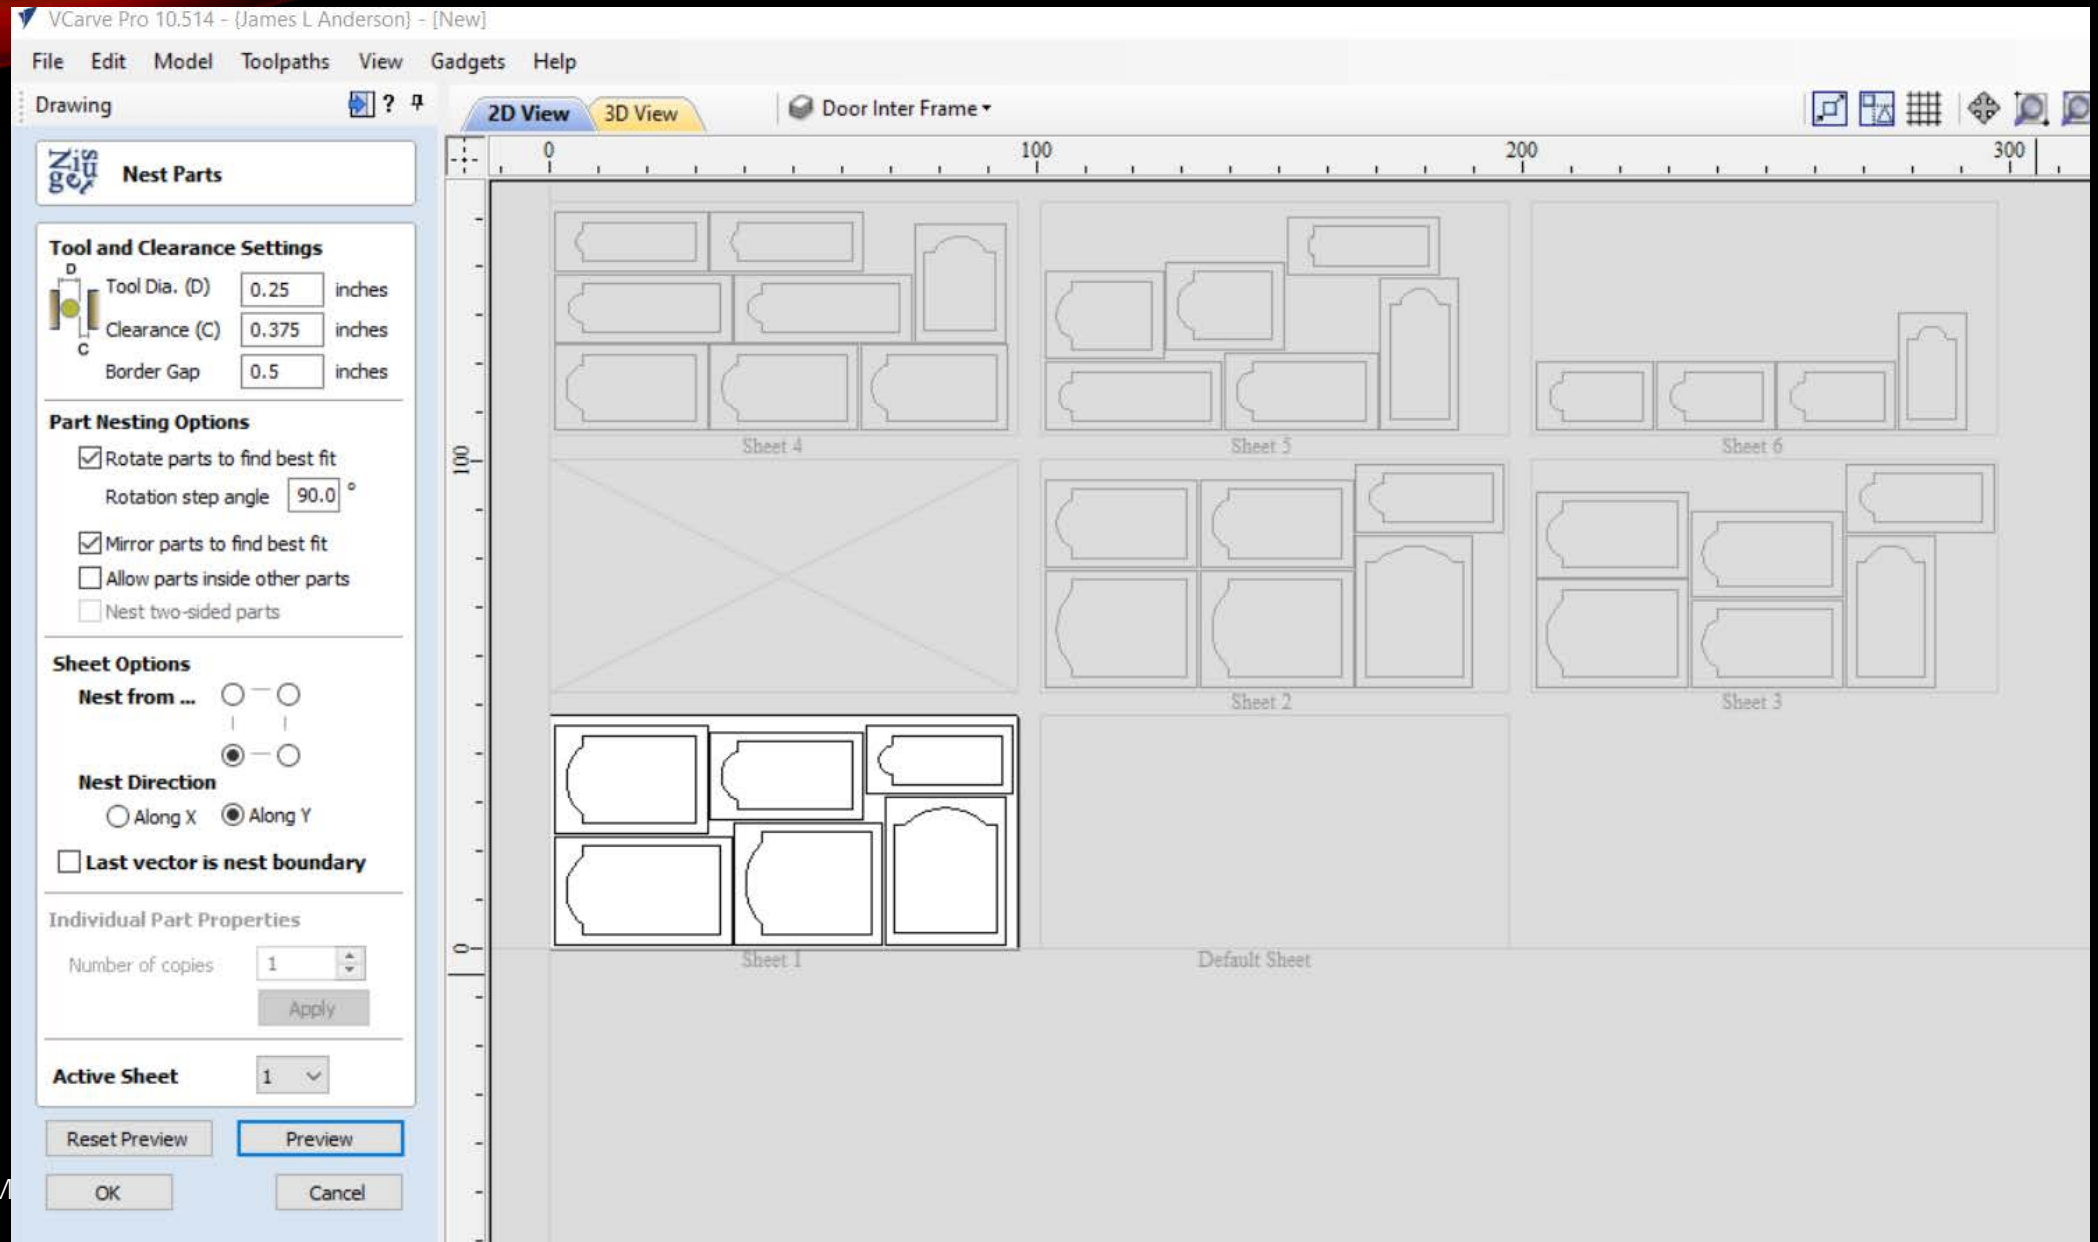 VCarve Pro 10.514 - {James L Anderson} - [New]
File Edit Model Toolpaths View Gadgets Help
Drawing
?
2D View
3D View
Door Inter Frame
Nest Parts
0 100 200 300
Tool and Clearance Settings
D
Tool Dia. (D) 0.25 inches
Clearance (C) 0.375 inches
C
Border Gap 0.5 inches
Part Nesting Options
Rotate parts to find best fit
Rotation step angle 90.0 °
Mirror parts to find best fit
Allow parts inside other parts
Nest two-sided parts
Sheet Options
Nest from ...
Nest Direction
Along X Along Y
Last vector is nest boundary
Individual Part Properties
Number of copies 1
Apply
Active Sheet 1
Reset Preview Preview
OK Cancel
100
0
Sheet 4 Sheet 5 Sheet 6
Sheet 2 Sheet 3
Sheet 1 Default Sheet